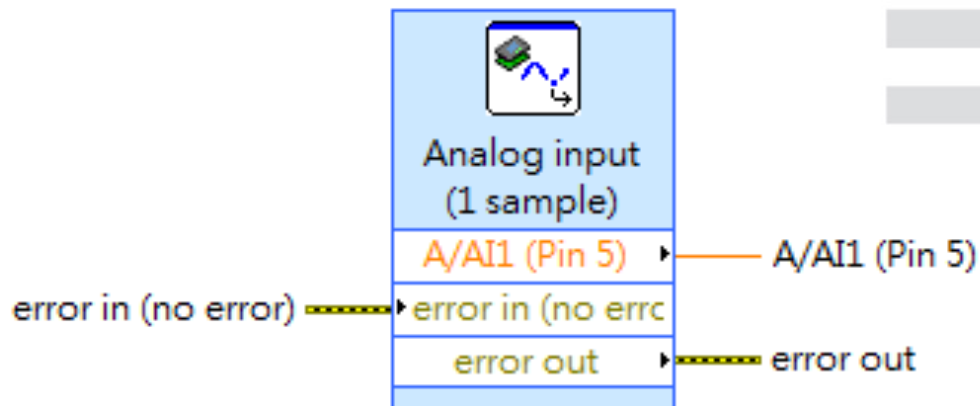 Analog input
(1 sample)
A/AI1 (Pin 5)
A/AI1 (Pin 5)
error in (no error)
error in (no errc
error out
error out